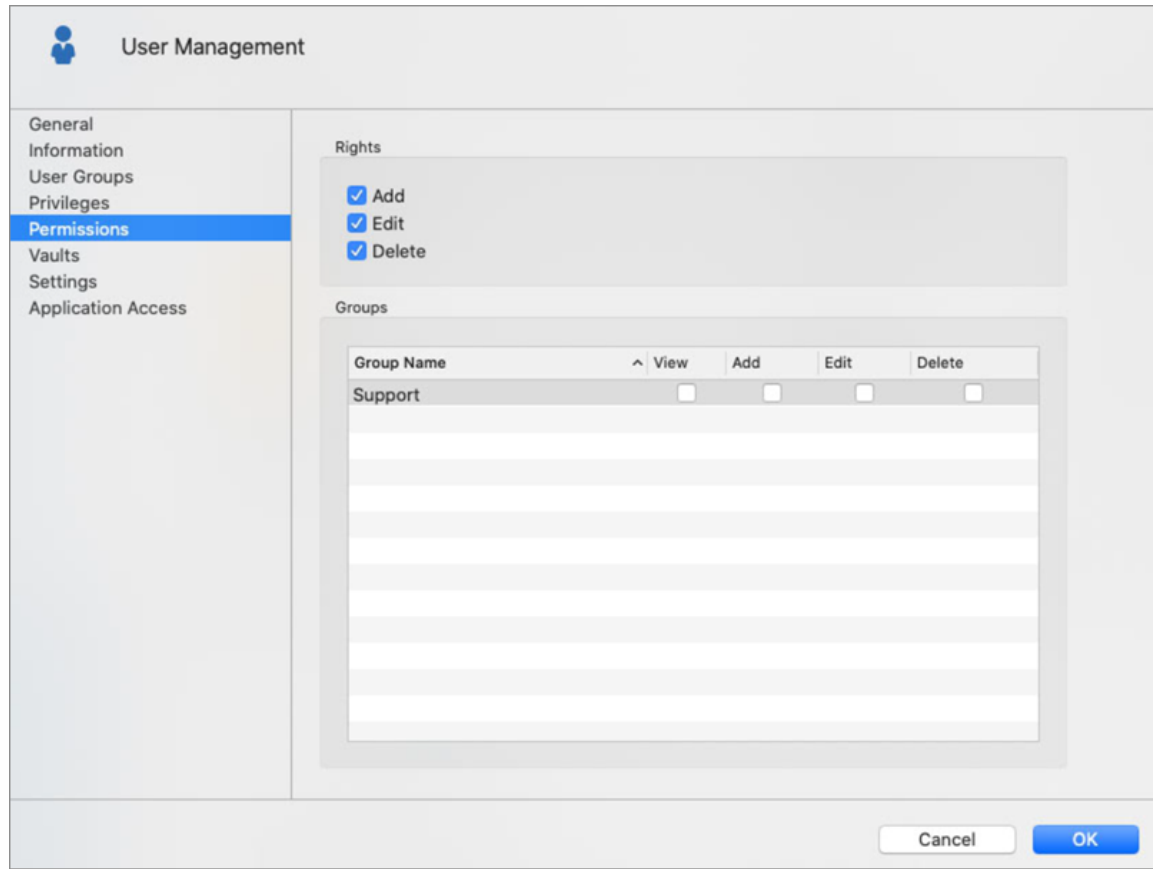 User Management
General
Information
User Groups
Privileges
Permissions
Vaults
Settings
Application Access
Rights
Add
Edit
Delete
Groups
Group Name View Add Edit Delete
Support
Cancel OK